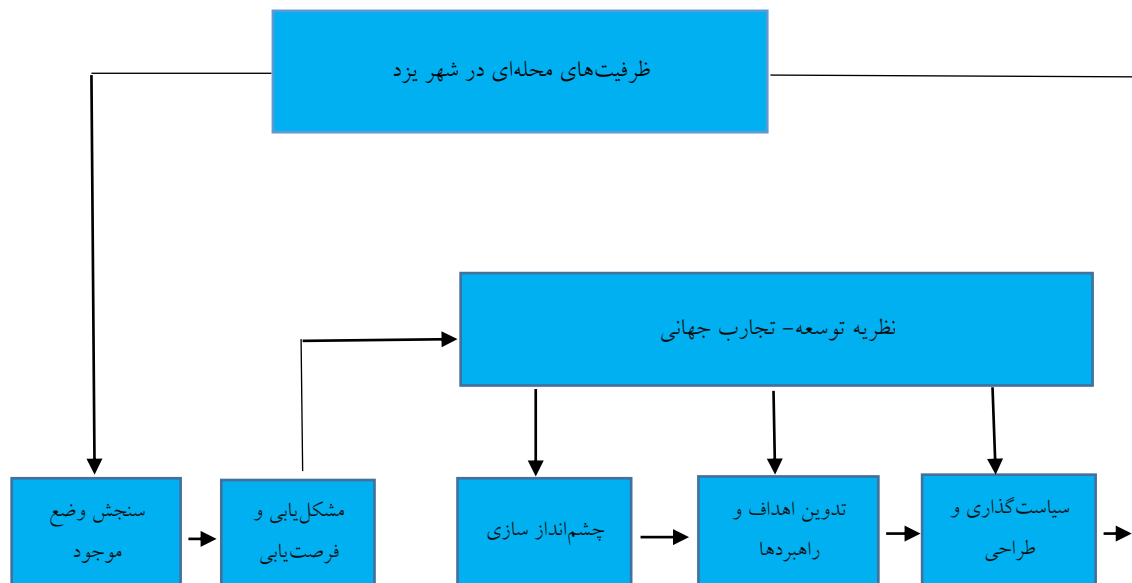 ظرفیت‌های محله‌ای در شهر یزد
نظریه توسعه- تجارب جهانی
سنجش وضع
موجود
مشکل‌یابی و
فرصت‌یابی
چشم‌انداز سازی
تدوین اهداف و
راهبردها
سیاست‌گذاری و
طراحی